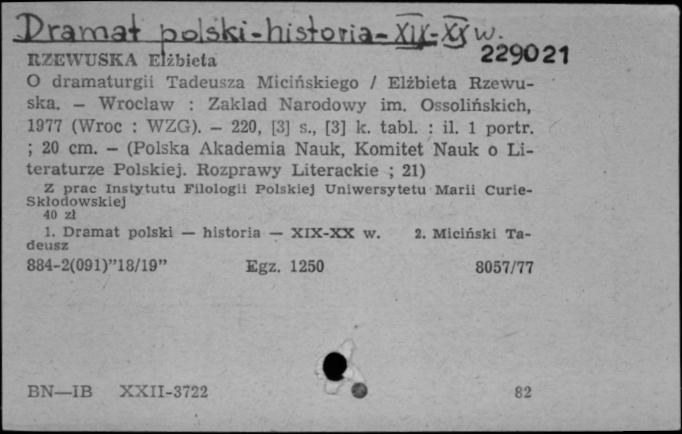 Dramat polski-historia-XIX-XX w.
229021
RZEWUSKA Elżbieta
O dramaturgii Tadeusza Micińskiego / Elżbieta Rzewu-
ska. — Wrocław : Zakład Narodowy im. Ossolińskich,
1977 (Wroc : WZG). — 220, [3] s., [3] k. tabl. : il. 1 portr.
; 20 cm. — (Polska Akademia Nauk, Komitet Nauk o Li-
teraturze Polskiej. Rozprawy Literackie ; 21)
Z prac Instytutu Filologii Polskiej Uniwersytetu Marii Curie-
Skłodowskiej
40 zł
1. Dramat polski — historia — XIX-XX w. 2. Miciński Ta-
deusz
884-2(091)"18/19" Egz. 1250 8057/77
BN—IB XXII-3722 82